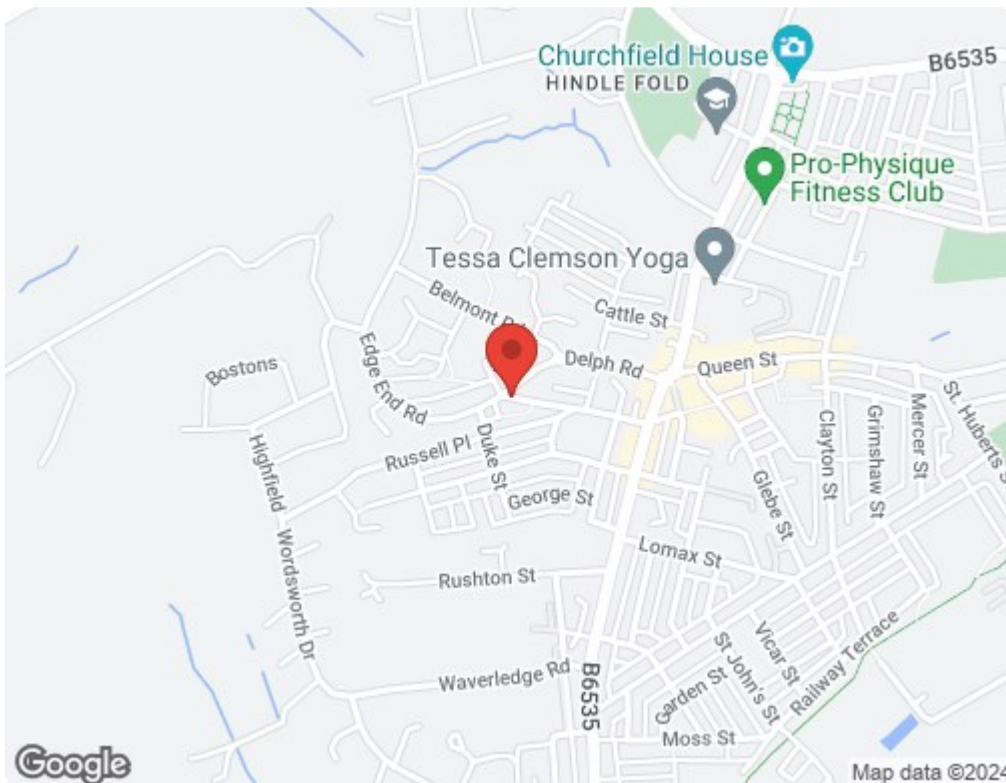 Churchfield House
B6535
HINDLE FOLD
Pro-Physique
Fitness Club
Tessa Clemson Yoga
Belmont Rd
Cattle St
Edge End Rd
Delph Rd
Queen St
Bostons
Highfield
Russell Pl
Duke St
George St
Glebe St
Clayton St
Grimshaw St
Mercer St
St. Huberts
Wordsworth Dr
Lomax St
Rushton St
Waverledge Rd
B6535
Garden St
St John's St
Vicar St
Railway Terrace
Moss St
Google
Map data ©2024